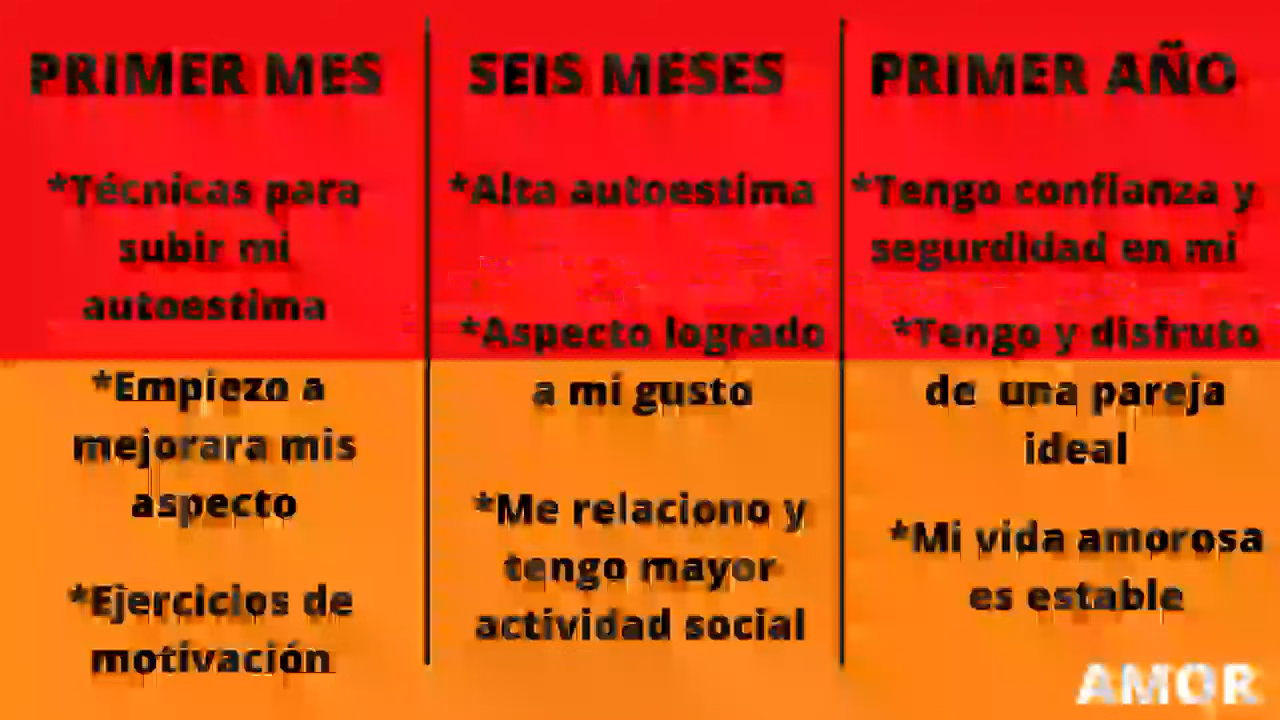 PRIMER MES
*Técnicas para
subir mi
autoestima
*Empiezo a
mejorara mis
aspecto
*Ejercicios de
motivación
SEIS MESES
*Alta autoestima
*Aspecto logrado
a mi gusto
*Me relaciono y
tengo mayor
actividad social
PRIMER AÑO
*Tengo confianza y
segurdidad en mi
*Tengo y disfruto
de una pareja
ideal
*Mi vida amorosa
es estable
AMOR